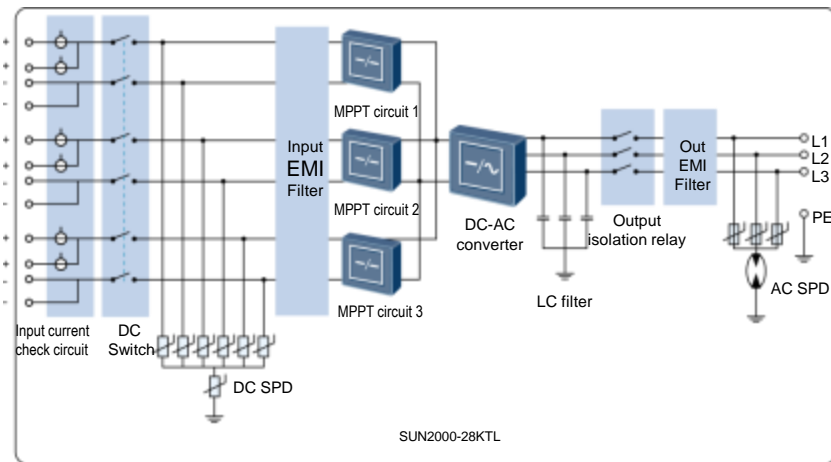 +
+
-
-
+
+
-
-
+
+
-
-
Input current
check circuit
DC
Switch
DC SPD
Input
EMI
Filter
MPPT circuit 1
MPPT circuit 2
MPPT circuit 3
DC-AC
converter
LC filter
Output
isolation relay
Out
EMI
Filter
L1
L2
L3
PE
AC SPD
SUN2000-28KTL